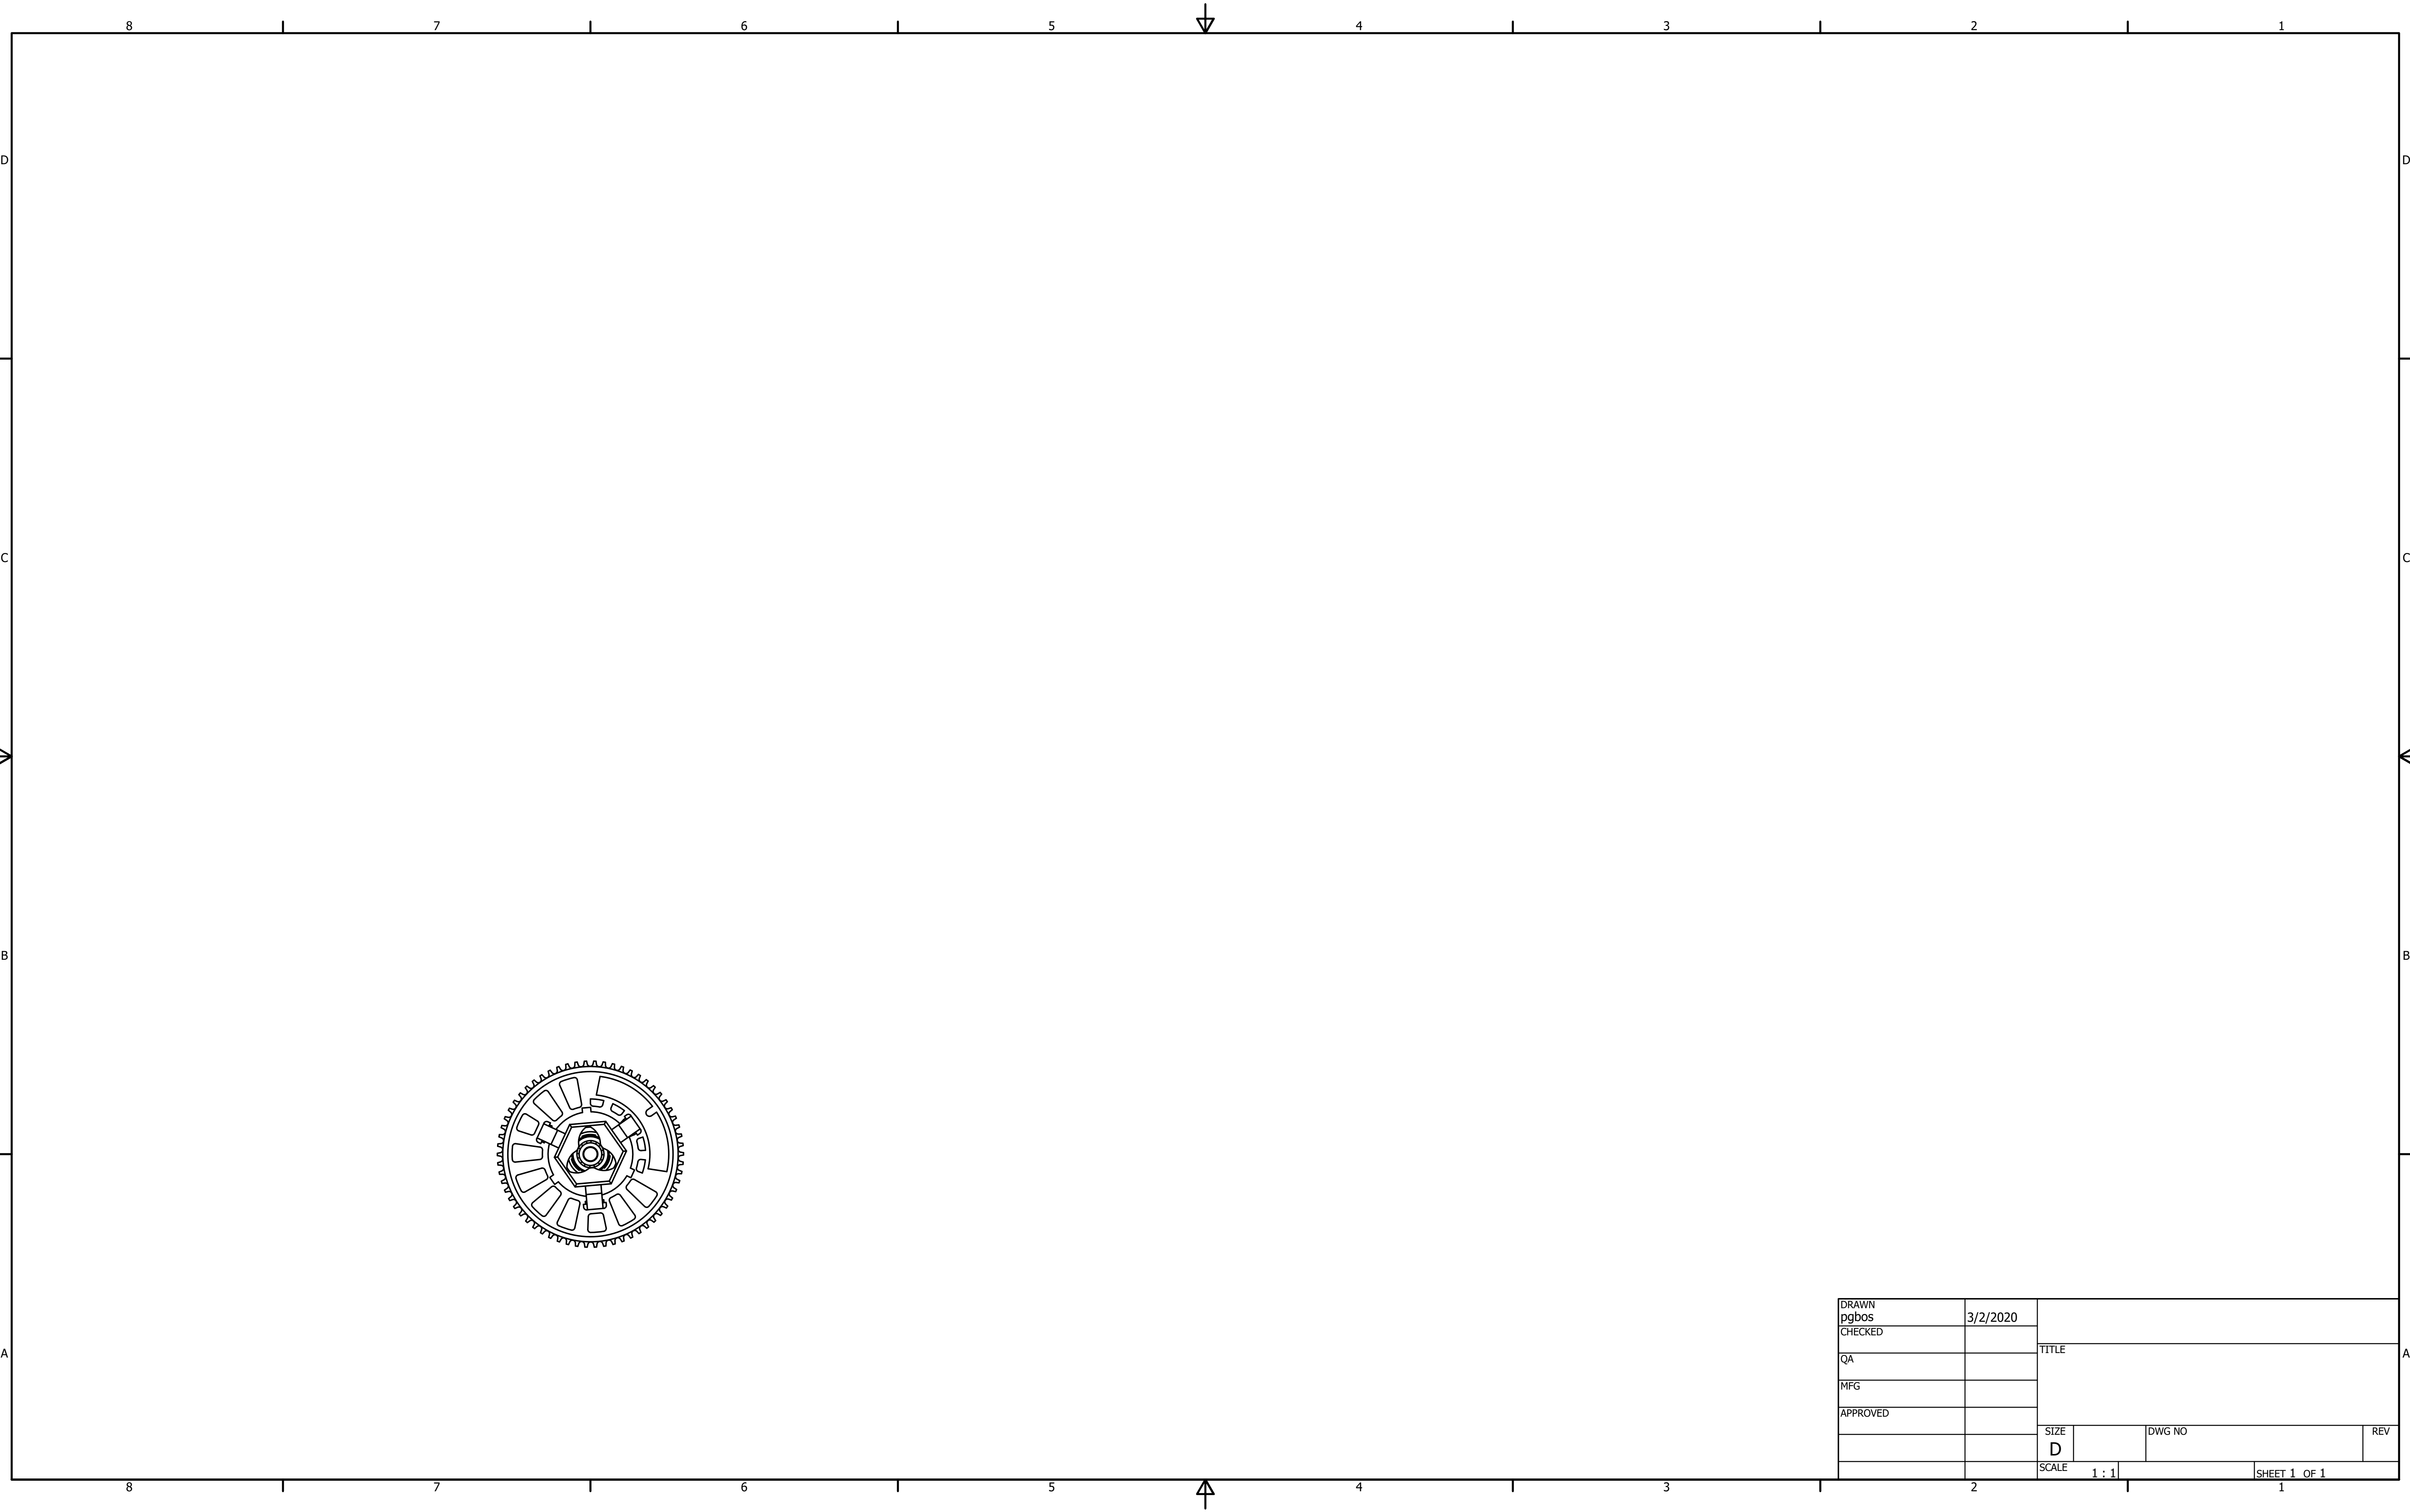 8 7 6 5 4 3 2 1
D D
C C
B B
A A
DRAWN
pgbos 3/2/2020
CHECKED
TITLE
QA
MFG
APPROVED
SIZE DWG NO REV
D
SCALE 1 : 1 SHEET 1 OF 1
8 7 6 5 4 3 2 1